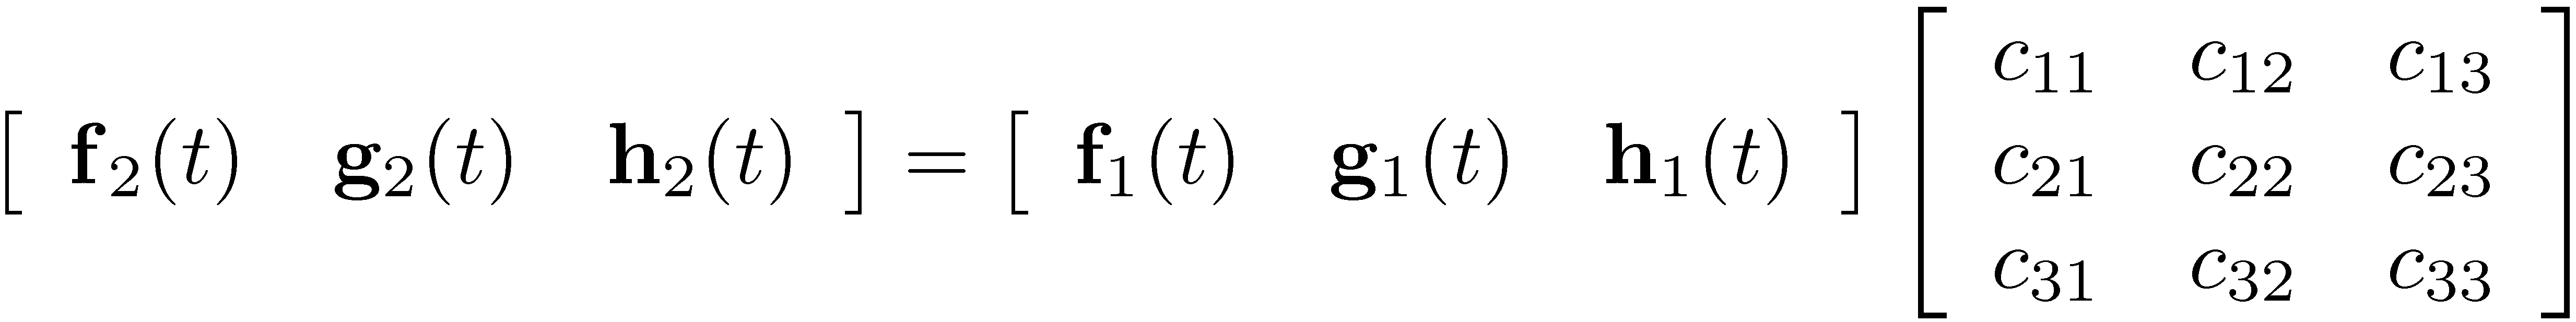 [ f₂(t) g₂(t) h₂(t) ] = [ f₁(t) g₁(t) h₁(t) ] [ c₁₁ c₁₂ c₁₃
c₂₁ c₂₂ c₂₃
c₃₁ c₃₂ c₃₃ ]